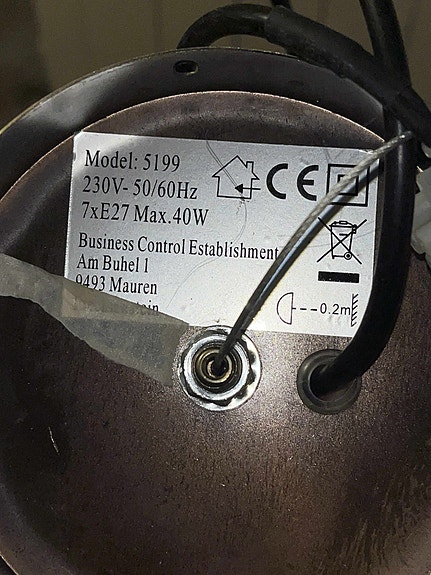 Model: 5199
230V- 50/60Hz
7xE27 Max.40W
Business Control Establishment
Am Buhel 1
9493 Mauren
CE
0.2m